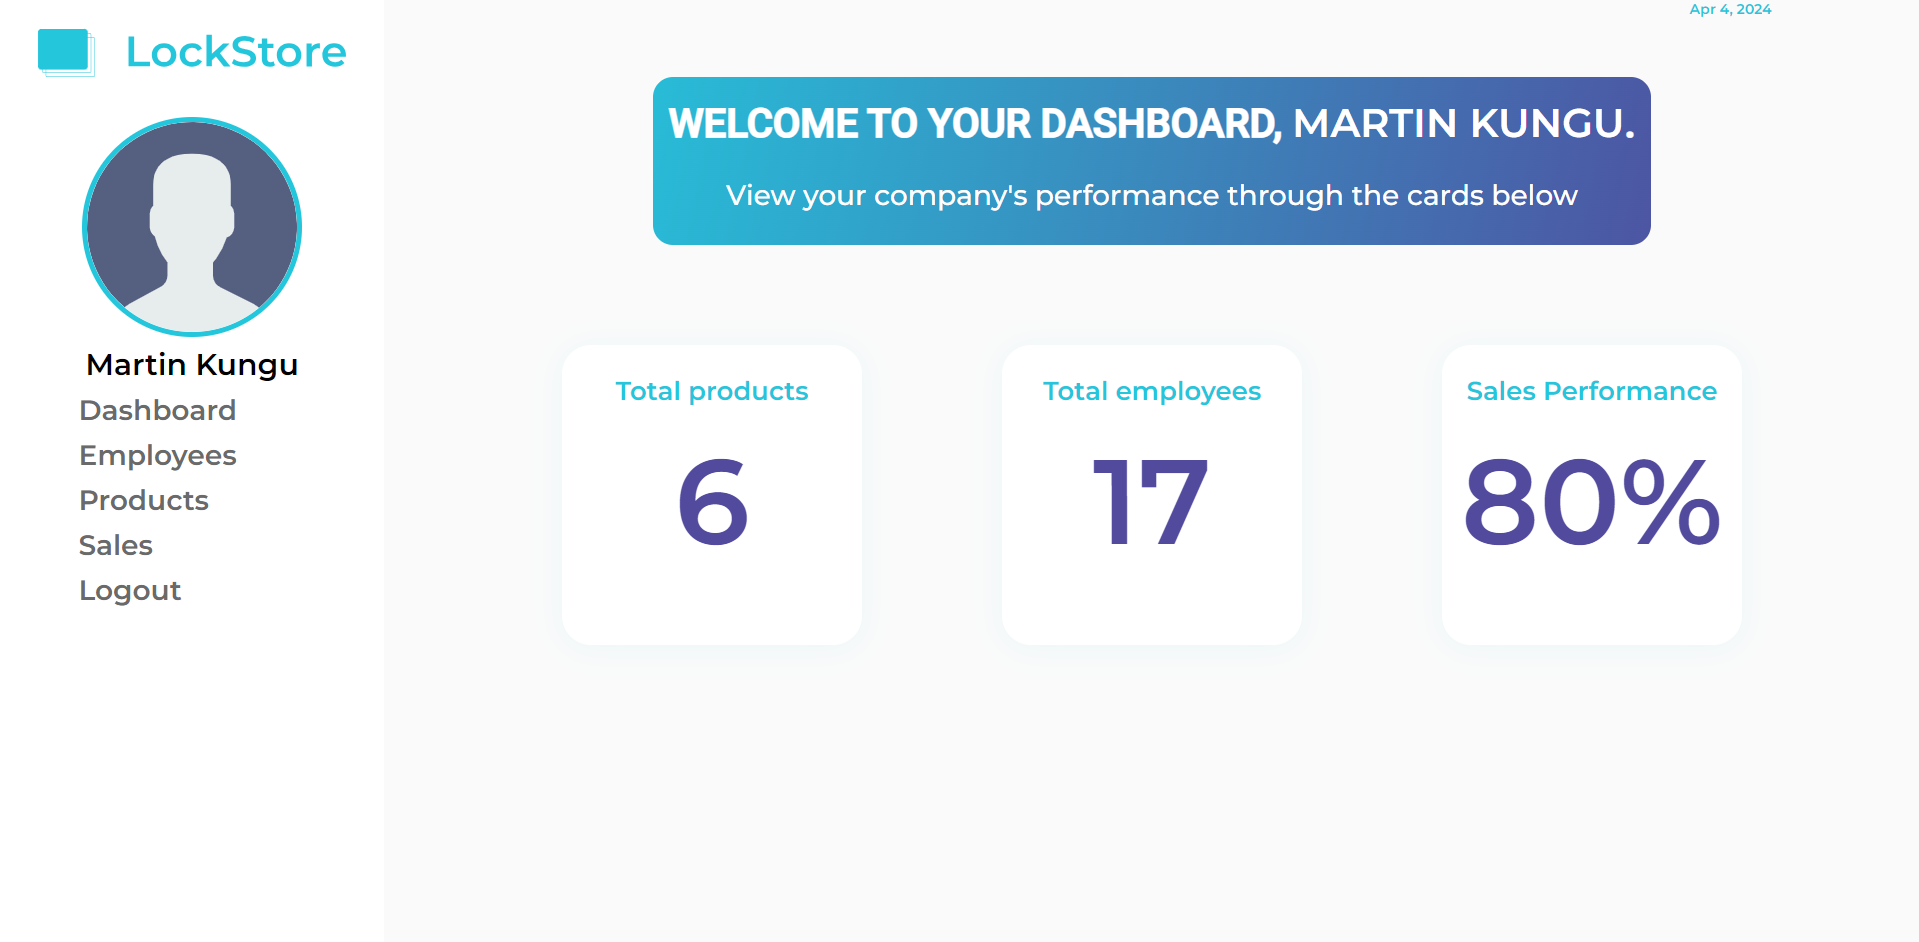 LockStore
Martin Kungu
Dashboard
Employees
Products
Sales
Logout
Apr 4, 2024
WELCOME TO YOUR DASHBOARD, MARTIN KUNGU.
View your company's performance through the cards below
Total products
6
Total employees
17
Sales Performance
80%